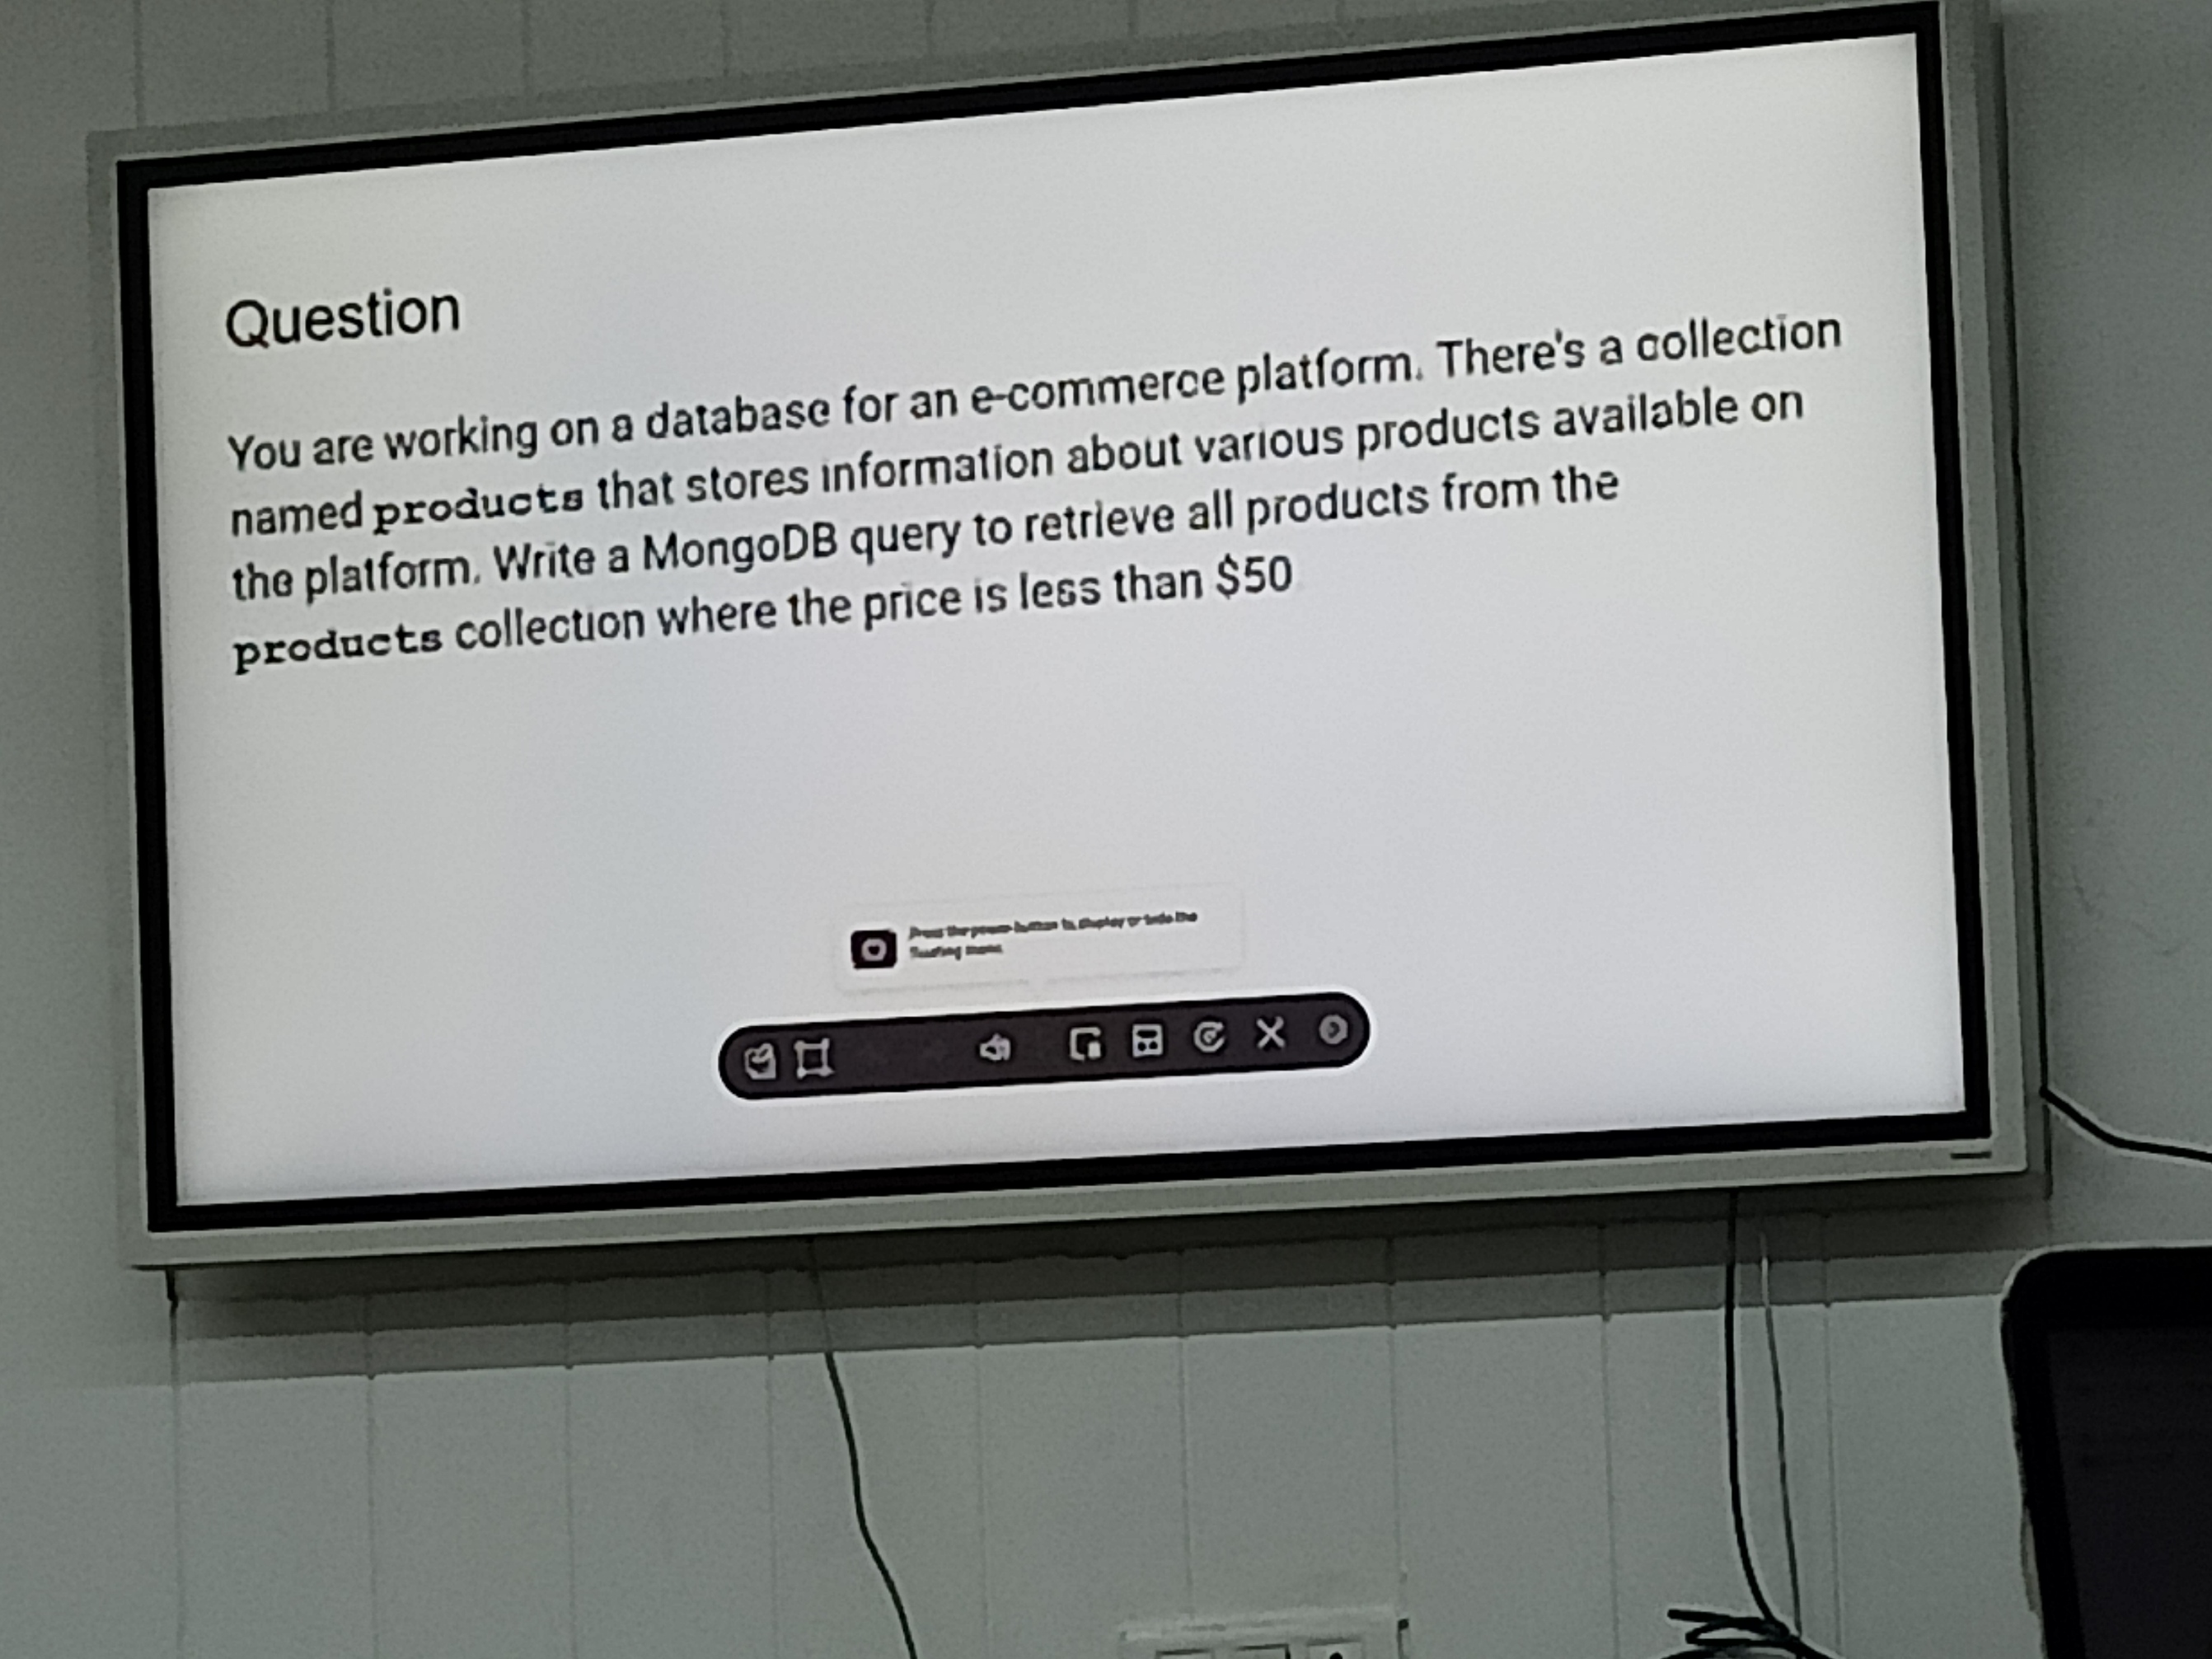 Question
You are working on a database for an e-commerce platform. There's a collection
named products that stores information about various products available on
the platform. Write a MongoDB query to retrieve all products from the
products collection where the price is less than $50
Press the power button to display or hide the
floating menu